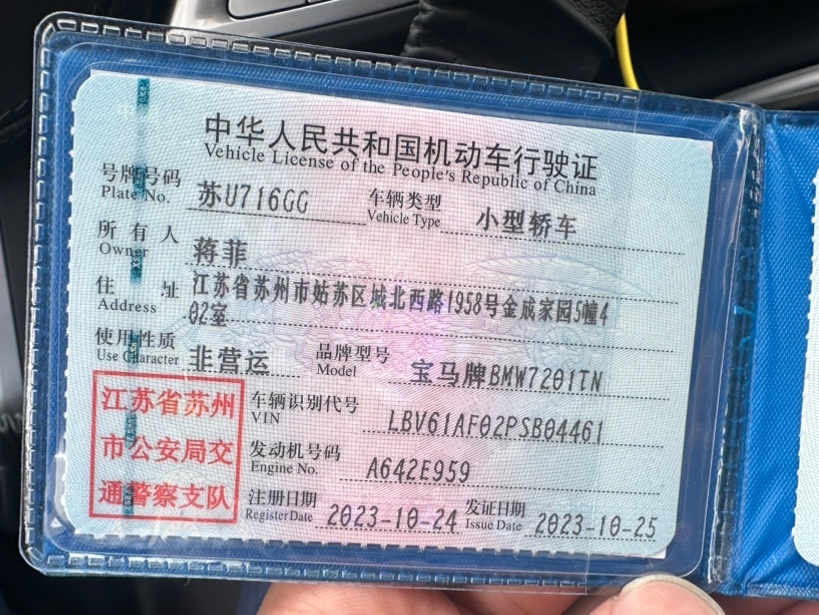 中华人民共和国机动车行驶证
Vehicle License of the People's Republic of China
号牌号码 苏U716GG 车辆类型 小型轿车
Plate No. Vehicle Type
所有人 蒋菲
Owner
住址 江苏省苏州市姑苏区城北西路1958号金成家园5幢4
Address 02室
使用性质 非营运 品牌型号 宝马牌BMW7201TN
Use Character Model
江苏省苏州
市公安局交
通警察支队
车辆识别代号 LBV61AF02PSB04461
VIN
发动机号码 A642E959
Engine No.
注册日期 2023-10-24 发证日期 2023-10-25
Register Date Issue Date